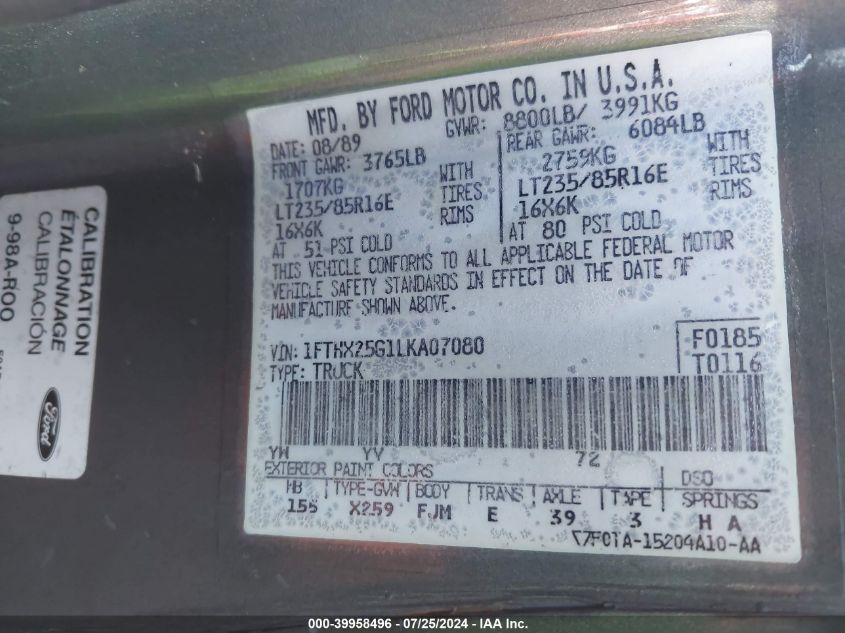 MFD. BY FORD MOTOR CO. IN U.S.A.
DATE: 08/89
GVWR: 8800LB/ 3991KG
FRONT GAWR: 3765LB
1707KG
LT235/85R16E
16X6K
AT 51 PSI COLD
WITH
TIRES
RIMS
REAR GAWR: 6084LB
2759KG
LT235/85R16E
16X6K
AT 80 PSI COLD
WITH
TIRES
RIMS
THIS VEHICLE CONFORMS TO ALL APPLICABLE FEDERAL MOTOR
VEHICLE SAFETY STANDARDS IN EFFECT ON THE DATE OF
MANUFACTURE SHOWN ABOVE.
VIN: 1FTHX25G1LKA07080
TYPE: TRUCK
F0185
T0116
YW YV 72
EXTERIOR PAINT COLORS
DSO
WB TYPE-GVW BODY TRANS AXLE TAPE SPRINGS
155 X259 FJM E 39 3 H A
F01A-15204A10-AA
CALIBRATION
ÉTALONNAGE
CALIBRACIÓN
9-98A-ROO
Ford
000-39958496 - 07/25/2024 - IAA Inc.